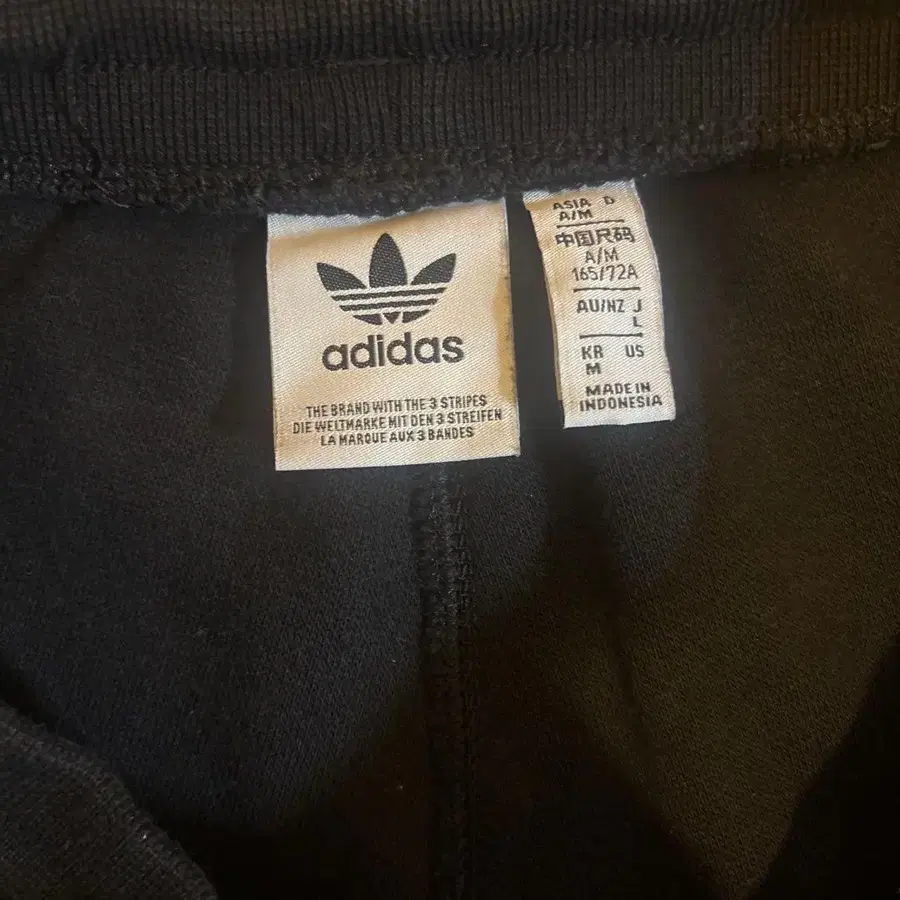 adidas
THE BRAND WITH THE 3 STRIPES
DIE WELTMARKE MIT DEN 3 STREIFEN
LA MARQUE AUX 3 BANDES
ASIA D
A/M
中国尺码
A/M
165/72A
AU/NZ J
L
KR US
M
MADE IN
INDONESIA